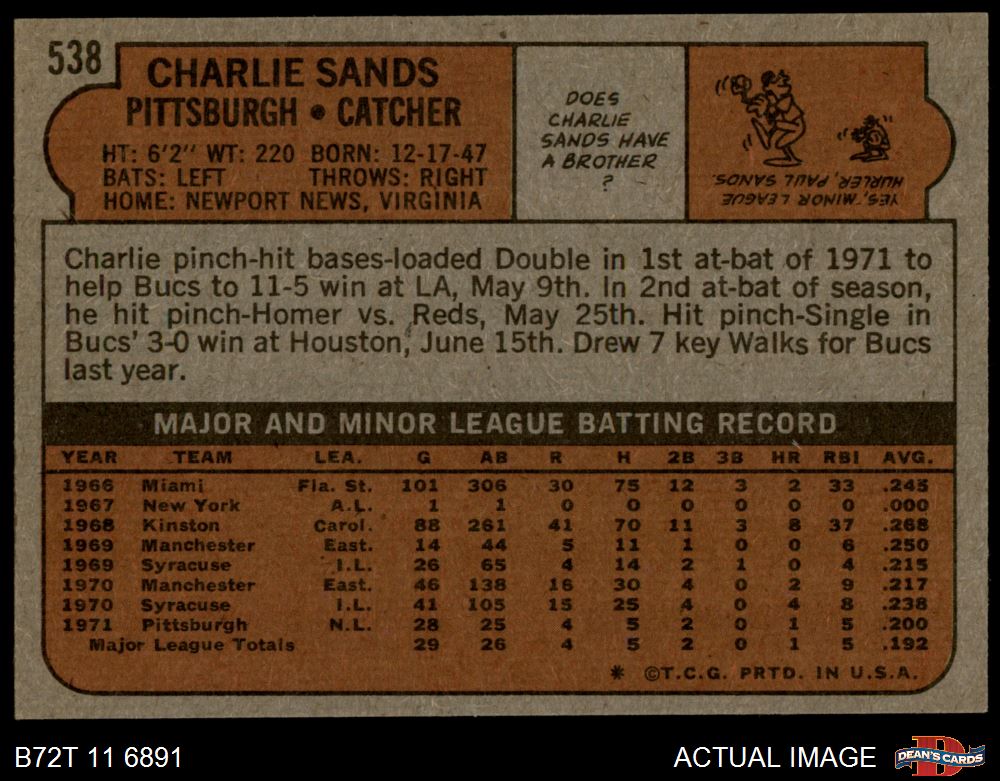 538
CHARLIE SANDS
PITTSBURGH • CATCHER
HT: 6'2" WT: 220 BORN: 12-17-47
BATS: LEFT THROWS: RIGHT
HOME: NEWPORT NEWS, VIRGINIA
DOES
CHARLIE
SANDS HAVE
A BROTHER
?
YES, MINOR LEAGUE
HURLER, PAUL SANDS.
Charlie pinch-hit bases-loaded Double in 1st at-bat of 1971 to
help Bucs to 11-5 win at LA, May 9th. In 2nd at-bat of season,
he hit pinch-Homer vs. Reds, May 25th. Hit pinch-Single in
Bucs' 3-0 win at Houston, June 15th. Drew 7 key Walks for Bucs
last year.
MAJOR AND MINOR LEAGUE BATTING RECORD
YEAR TEAM LEA. G AB R H 2B 3B HR RBI AVG.
1966 Miami Fla. St. 101 306 30 75 12 3 2 33 .245
1967 New York A.L. 1 1 0 0 0 0 0 0 .000
1968 Kinston Carol. 88 261 41 70 11 3 8 37 .268
1969 Manchester East. 14 44 5 11 1 0 0 6 .250
1969 Syracuse I.L. 26 65 4 14 2 1 0 4 .215
1970 Manchester East. 46 138 16 30 4 0 2 9 .217
1970 Syracuse I.L. 41 105 15 25 4 0 4 8 .238
1971 Pittsburgh N.L. 28 25 4 5 2 0 1 5 .200
Major League Totals 29 26 4 5 2 0 1 5 .192
* ©T.C.G. PRTD. IN U.S.A.
B72T 11 6891
ACTUAL IMAGE
DEAN'S CARDS